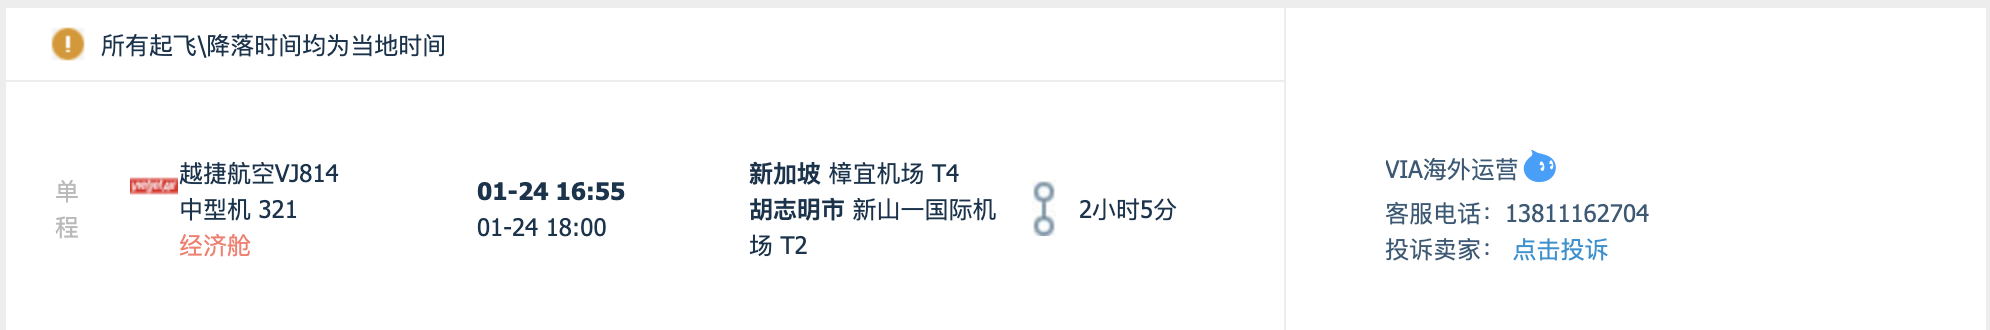 所有起飞\降落时间均为当地时间
单程
越捷航空VJ814
中型机 321
经济舱
01-24 16:55
01-24 18:00
新加坡 樟宜机场 T4
胡志明市 新山一国际机
场 T2
2小时5分
VIA海外运营
客服电话：13811162704
投诉卖家： 点击投诉